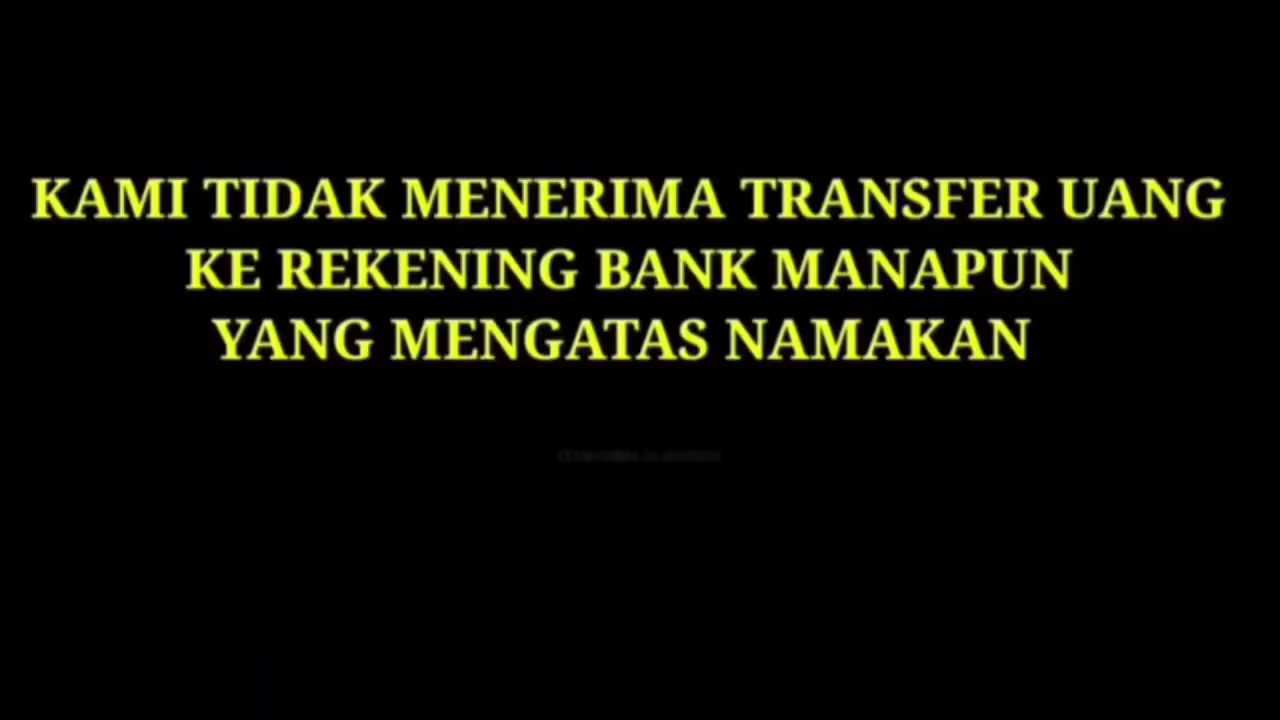 KAMI TIDAK MENERIMA TRANSFER UANG
KE REKENING BANK MANAPUN
YANG MENGATAS NAMAKAN